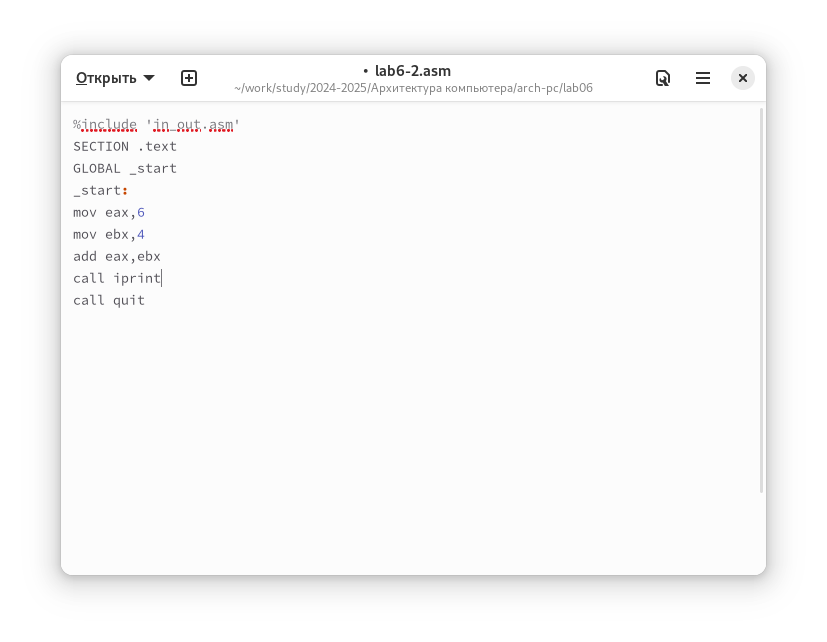 Открыть
• lab6-2.asm
~/work/study/2024-2025/Архитектура компьютера/arch-pc/lab06
%include 'in_out.asm'
SECTION .text
GLOBAL _start
_start:
mov eax,6
mov ebx,4
add eax,ebx
call iprint
call quit